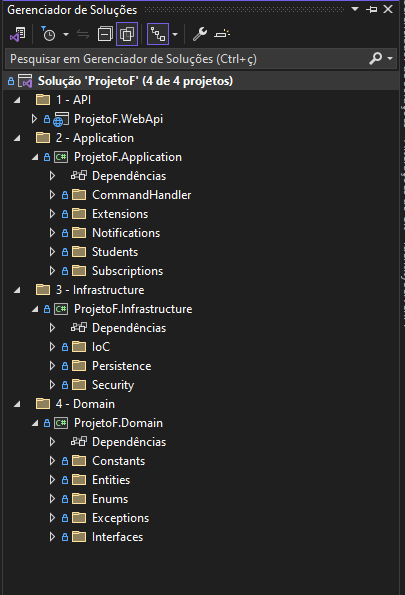 Gerenciador de Soluções
Pesquisar em Gerenciador de Soluções (Ctrl+ç)
Solução 'ProjetoF' (4 de 4 projetos)
1 - API
ProjetoF.WebApi
2 - Application
C# ProjetoF.Application
Dependências
CommandHandler
Extensions
Notifications
Students
Subscriptions
3 - Infrastructure
C# ProjetoF.Infrastructure
Dependências
IoC
Persistence
Security
4 - Domain
C# ProjetoF.Domain
Dependências
Constants
Entities
Enums
Exceptions
Interfaces